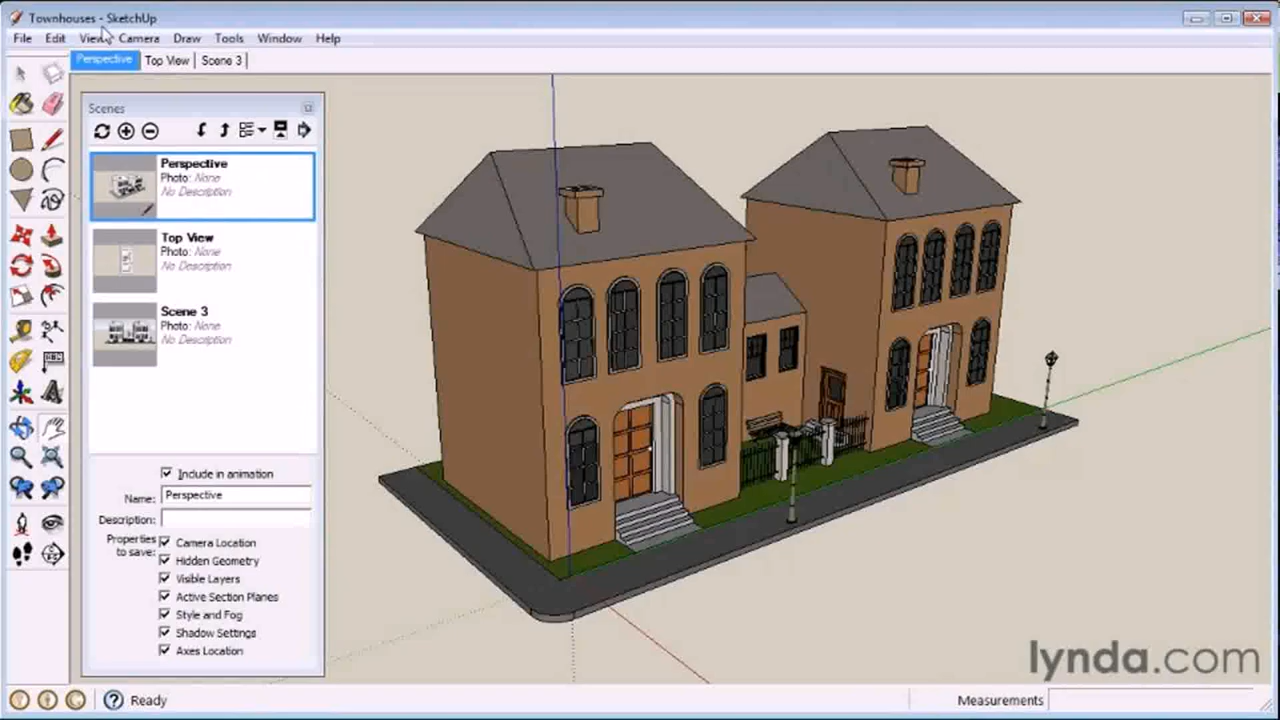 Townhouses - SketchUp
File Edit View Camera Draw Tools Window Help
Perspective Top View Scene 3
Scenes
Perspective
Photo: None
No Description
Top View
Photo: None
No Description
Scene 3
Photo: None
No Description
Include in animation
Name: Perspective
Description:
Properties to save:
Camera Location
Hidden Geometry
Visible Layers
Active Section Planes
Style and Fog
Shadow Settings
Axes Location
ABC
A
lynda.com
? Ready
Measurements